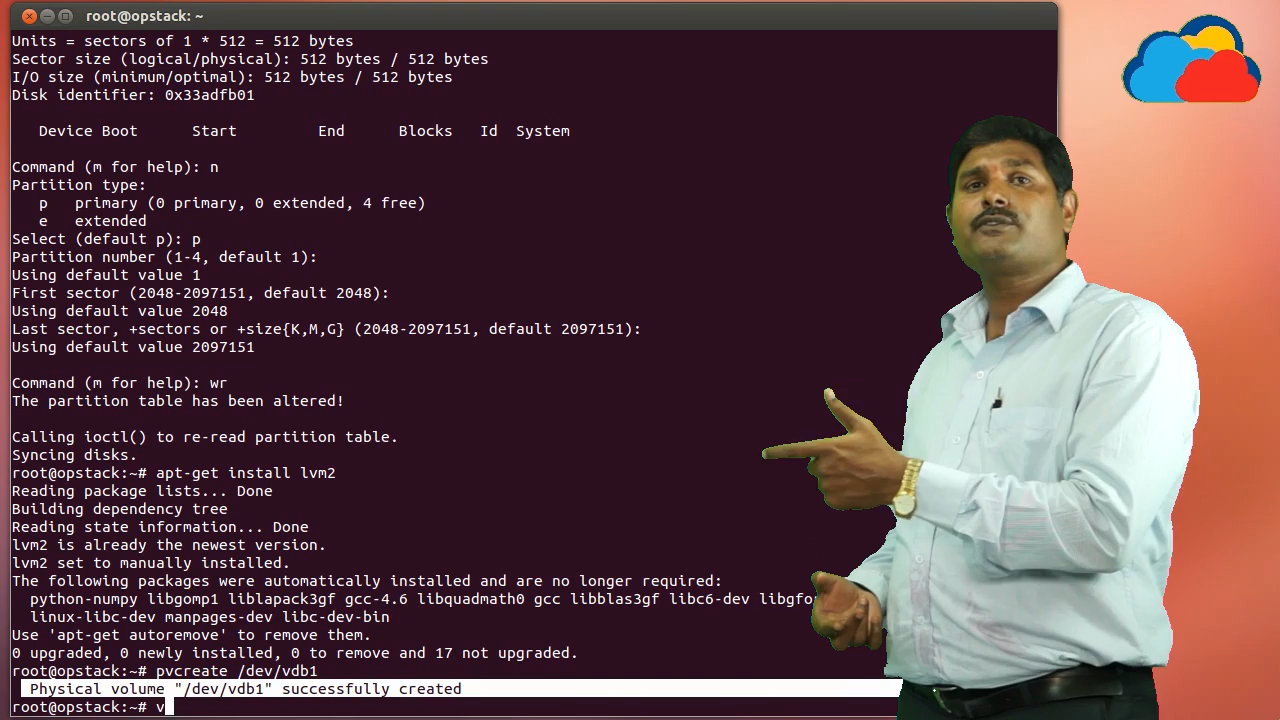 root@opstack: ~
Units = sectors of 1 * 512 = 512 bytes
Sector size (logical/physical): 512 bytes / 512 bytes
I/O size (minimum/optimal): 512 bytes / 512 bytes
Disk identifier: 0x33adfb01
Device Boot Start End Blocks Id System
Command (m for help): n
Partition type:
p primary (0 primary, 0 extended, 4 free)
e extended
Select (default p): p
Partition number (1-4, default 1):
Using default value 1
First sector (2048-2097151, default 2048):
Using default value 2048
Last sector, +sectors or +size{K,M,G} (2048-2097151, default 2097151):
Using default value 2097151
Command (m for help): wr
The partition table has been altered!
Calling ioctl() to re-read partition table.
Syncing disks.
root@opstack:~# apt-get install lvm2
Reading package lists... Done
Building dependency tree
Reading state information... Done
lvm2 is already the newest version.
lvm2 set to manually installed.
The following packages were automatically installed and are no longer required:
python-numpy libgomp1 liblapack3gf gcc-4.6 libquadmath0 gcc libblas3gf libc6-dev
linux-libc-dev manpages-dev libc-dev-bin
Use 'apt-get autoremove' to remove them.
0 upgraded, 0 newly installed, 0 to remove and 17 not upgraded.
root@opstack:~# pvcreate /dev/vdb1
Physical volume "/dev/vdb1" successfully created
root@opstack:~# v